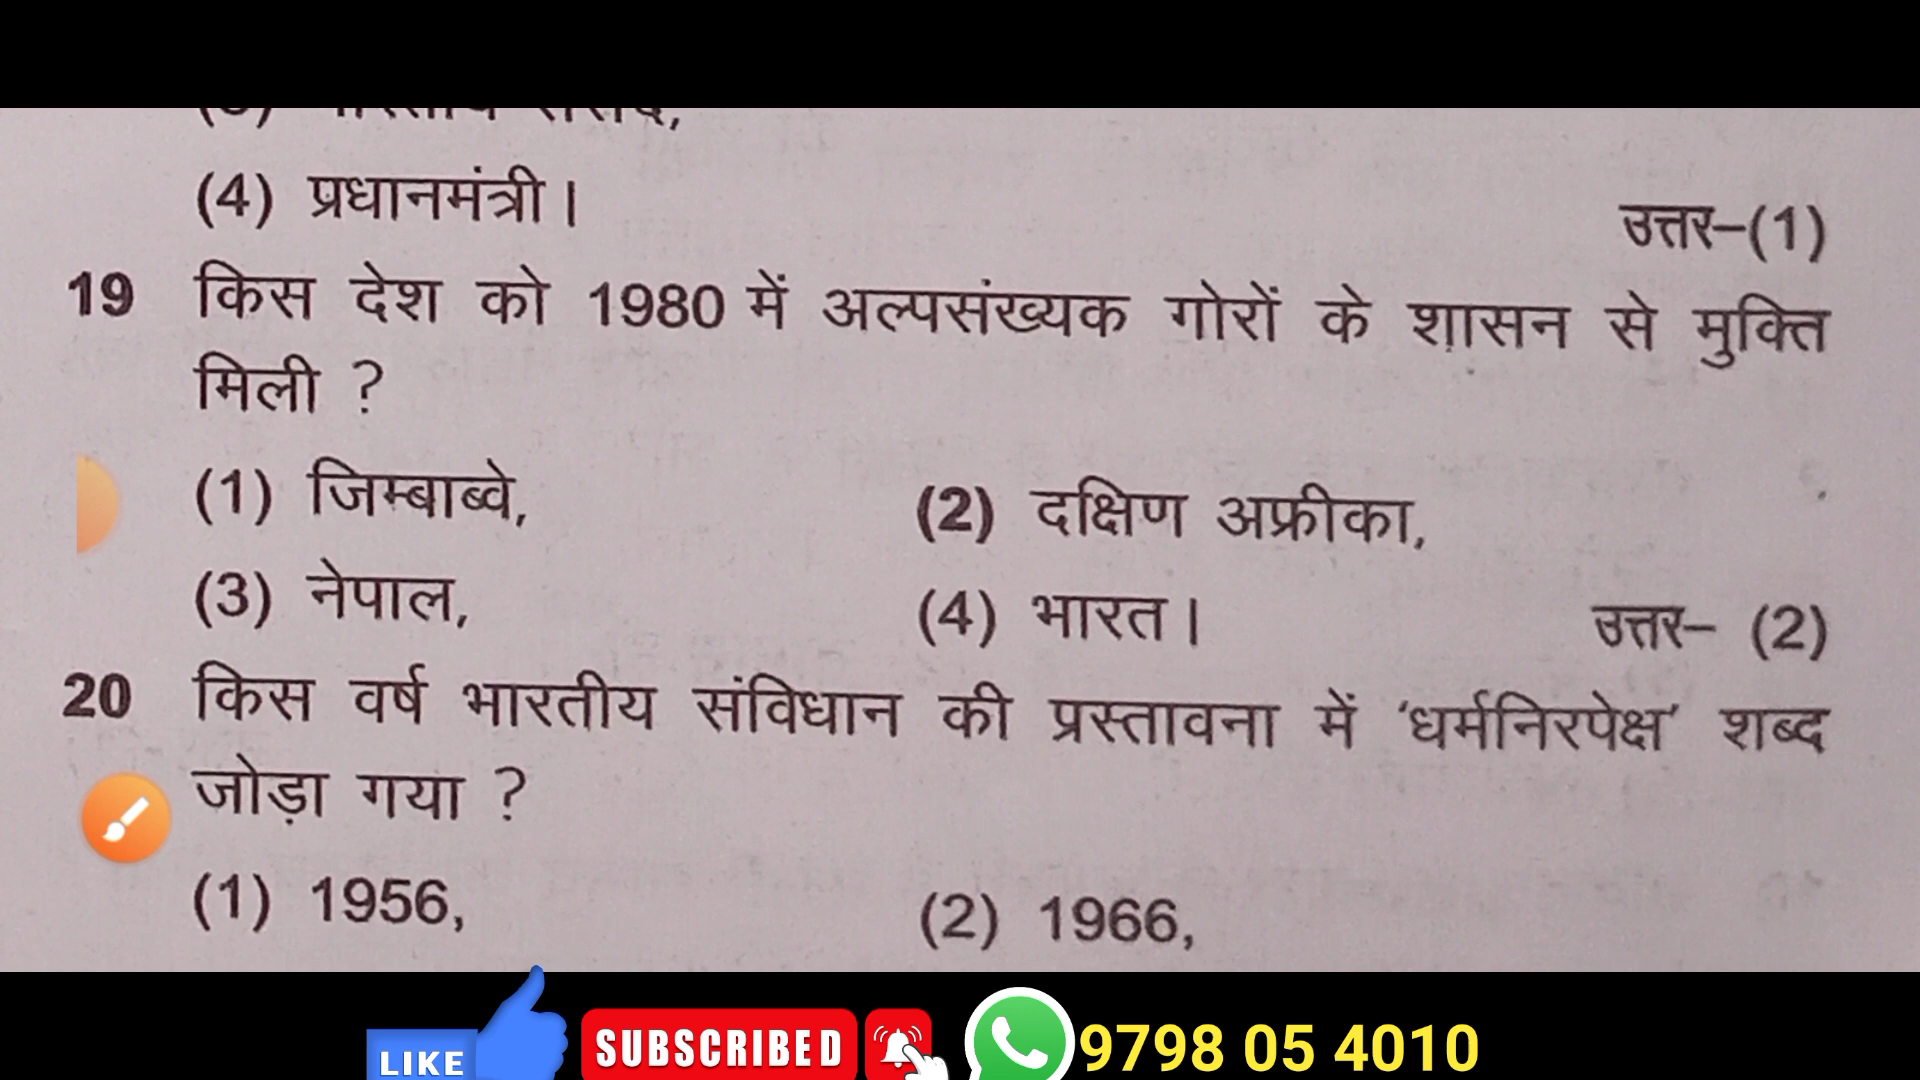 (4) प्रधानमंत्री।
उत्तर–(1)
19 किस देश को 1980 में अल्पसंख्यक गोरों के शासन से मुक्ति
मिली ?
(1) जिम्बाब्वे, (2) दक्षिण अफ्रीका,
(3) नेपाल, (4) भारत। उत्तर– (2)
20 किस वर्ष भारतीय संविधान की प्रस्तावना में 'धर्मनिरपेक्ष' शब्द
जोड़ा गया ?
(1) 1956, (2) 1966,
LIKE SUBSCRIBED 9798 05 4010